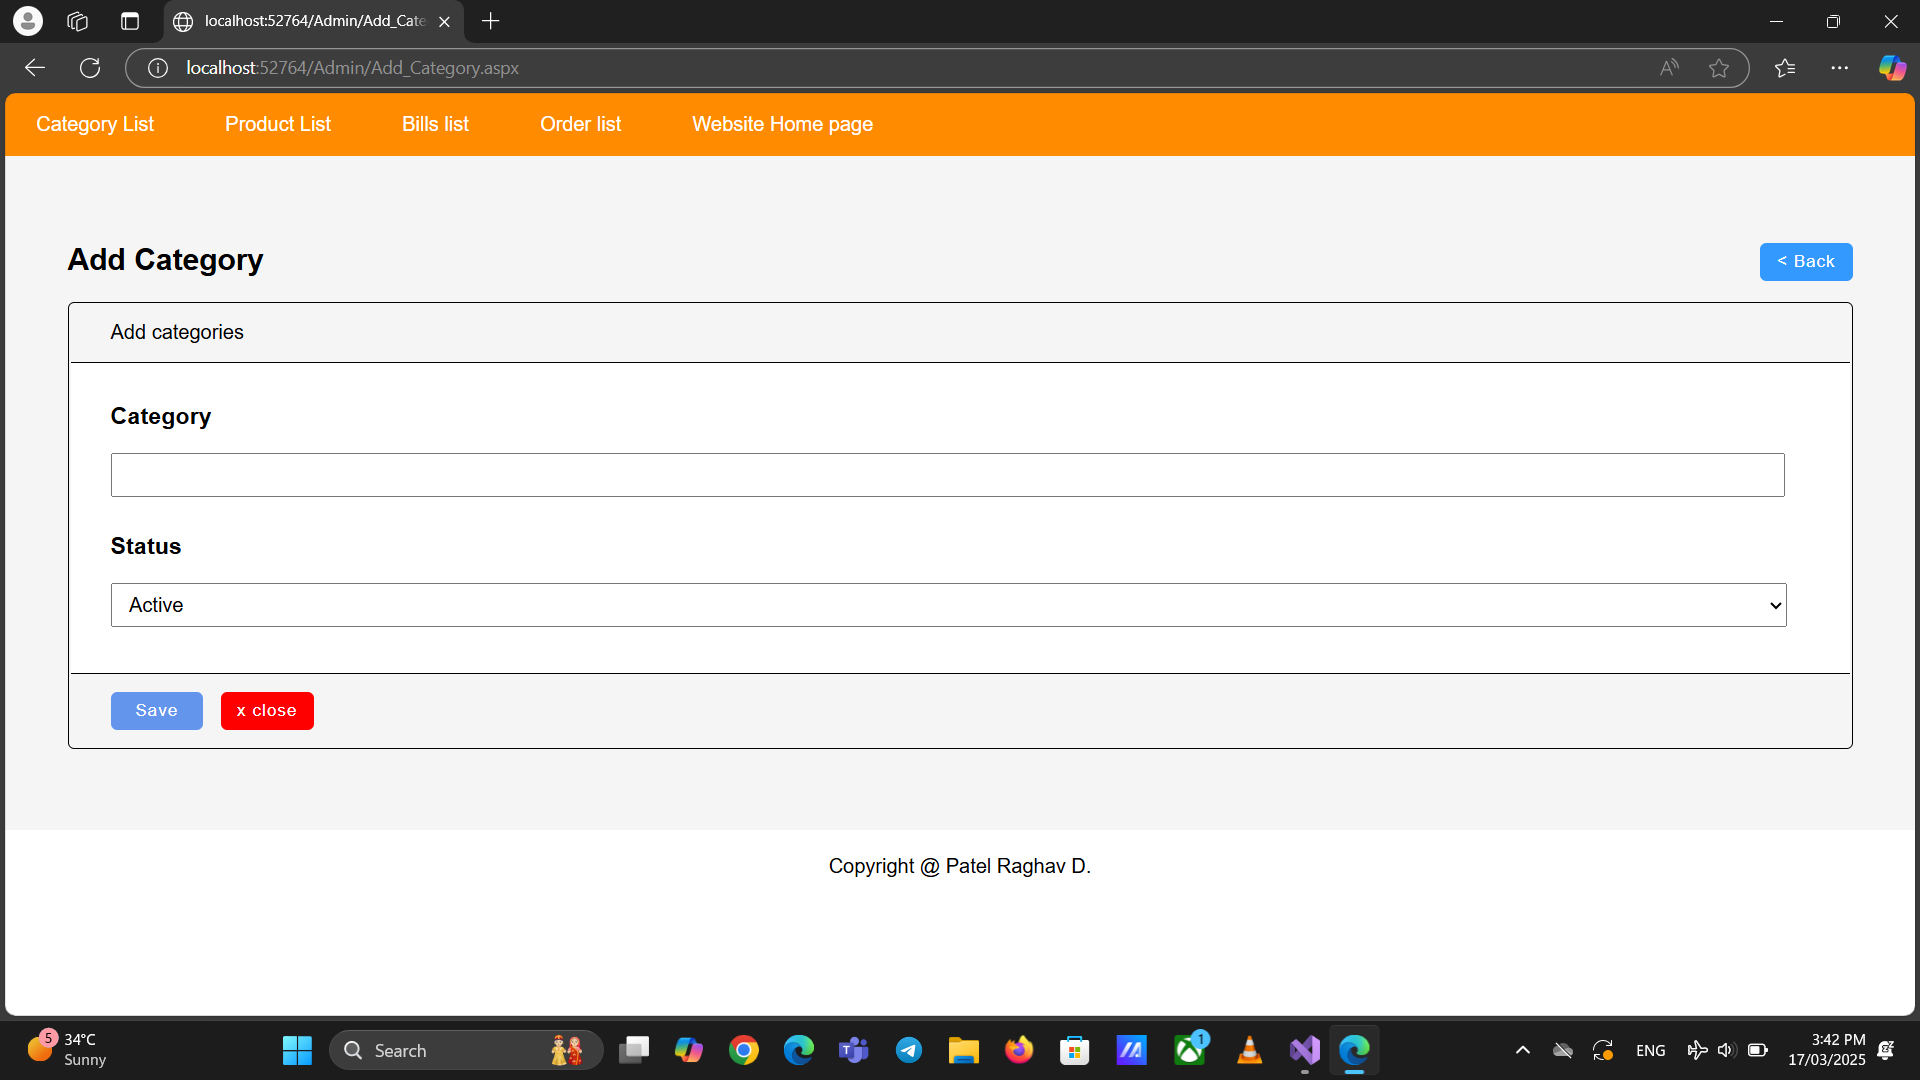 localhost:52764/Admin/Add_Cate
localhost:52764/Admin/Add_Category.aspx
Category List
Product List
Bills list
Order list
Website Home page
Add Category
< Back
Add categories
Category
Status
Active
Save
x close
Copyright @ Patel Raghav D.
5
34°C
Sunny
Search
1
ENG
3:42 PM
17/03/2025